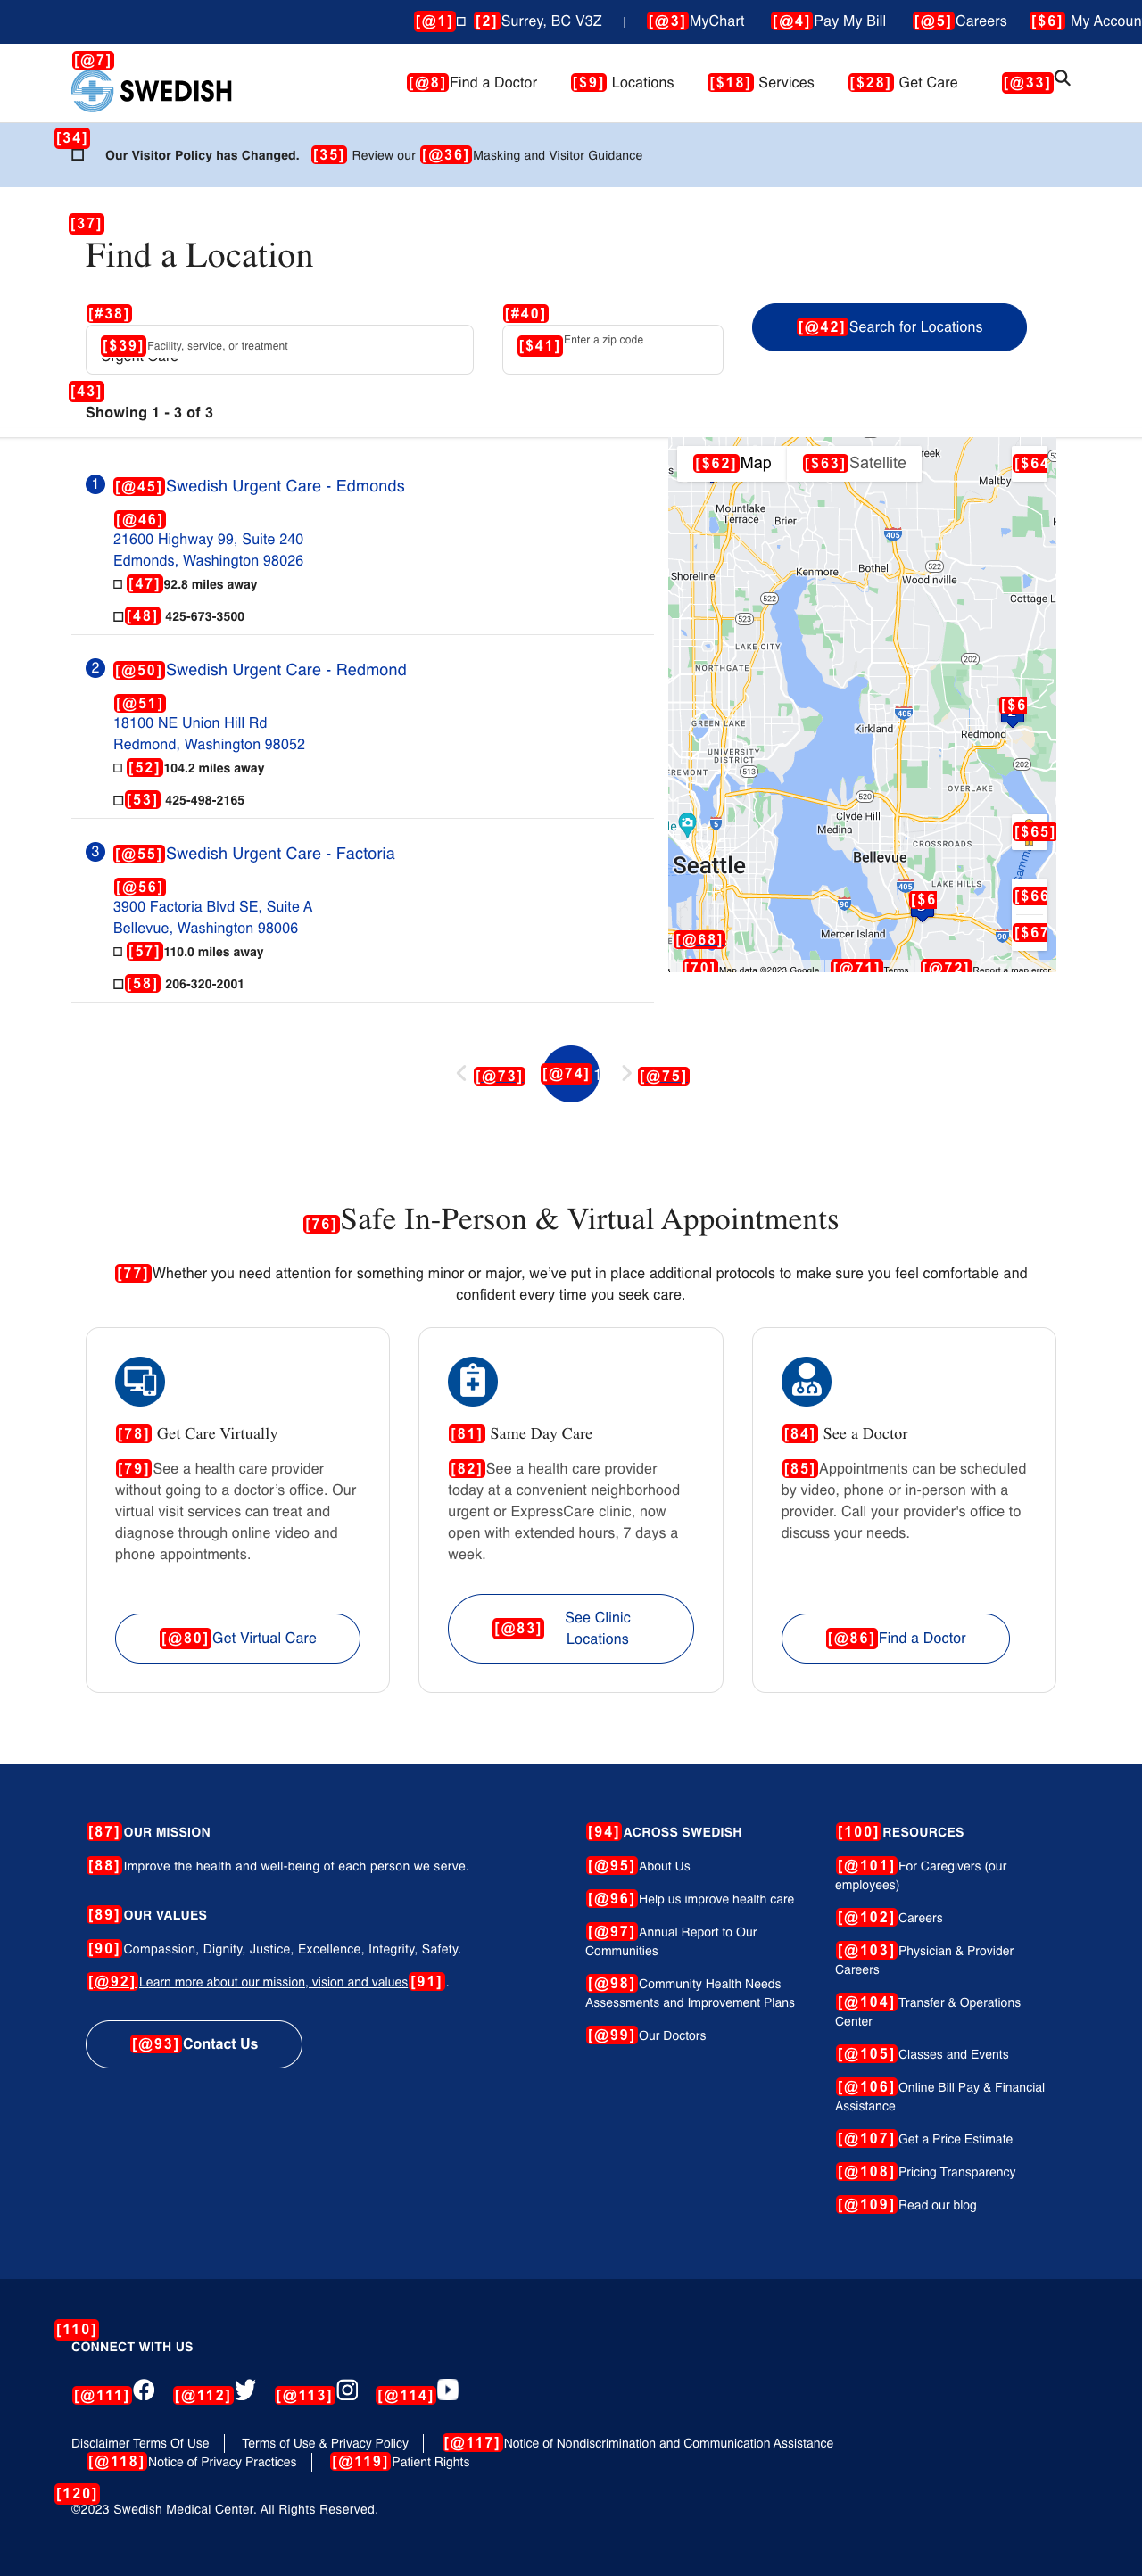 [@1] [2] Surrey, BC V3Z | [@3] MyChart [@4] Pay My Bill [@5] Careers [$6] My Accoun
[@7]
SWEDISH [@8] Find a Doctor [$9] Locations [$18] Services [$28] Get Care [@33]
[34]
Our Visitor Policy has Changed. [35] Review our [@36] Masking and Visitor Guidance
[37]
Find a Location
[#38] [#40]
[$39] Facility, service, or treatment
Urgent Care
[$41] Enter a zip code
[@42] Search for Locations
[43]
Showing 1 - 3 of 3
1 [@45] Swedish Urgent Care - Edmonds
[@46]
21600 Highway 99, Suite 240
Edmonds, Washington 98026
[47] 92.8 miles away
[48] 425-673-3500
2 [@50] Swedish Urgent Care - Redmond
[@51]
18100 NE Union Hill Rd
Redmond, Washington 98052
[52] 104.2 miles away
[53] 425-498-2165
3 [@55] Swedish Urgent Care - Factoria
[@56]
3900 Factoria Blvd SE, Suite A
Bellevue, Washington 98006
[57] 110.0 miles away
[58] 206-320-2001
[$62] Map [$63] Satellite [$64
Maltby
Mountlake
Terrace Brier
405
Shoreline Kenmore Bothell 522
Woodinville
522
Cottage L
523
LAKE CITY
202
NORTHGATE
[$6
GREEN LAKE 405
Kirkland Redmond
UNIVERSITY
DISTRICT
202
FREMONT 513
OVERLAKE
520
5 Clyde Hill
Medina
[$65]
CROSSROADS
Seattle Bellevue
405 LAKE HILLS
[$66
90 [$6
Mercer Island 90 [$67
[@68]
[70] Map data ©2023 Google [@71] Terms [@72] Report a map error
[@73] [@74] 1 [@75]
[76] Safe In-Person & Virtual Appointments
[77] Whether you need attention for something minor or major, we’ve put in place additional protocols to make sure you feel comfortable and
confident every time you seek care.
[78] Get Care Virtually
[79] See a health care provider
without going to a doctor’s office. Our
virtual visit services can treat and
diagnose through online video and
phone appointments.
[@80] Get Virtual Care
[81] Same Day Care
[82] See a health care provider
today at a convenient neighborhood
urgent or ExpressCare clinic, now
open with extended hours, 7 days a
week.
[@83] See Clinic
Locations
[84] See a Doctor
[85] Appointments can be scheduled
by video, phone or in-person with a
provider. Call your provider's office to
discuss your needs.
[@86] Find a Doctor
[87] OUR MISSION
[88] Improve the health and well-being of each person we serve.
[89] OUR VALUES
[90] Compassion, Dignity, Justice, Excellence, Integrity, Safety.
[@92] Learn more about our mission, vision and values [91] .
[@93] Contact Us
[94] ACROSS SWEDISH
[@95] About Us
[@96] Help us improve health care
[@97] Annual Report to Our
Communities
[@98] Community Health Needs
Assessments and Improvement Plans
[@99] Our Doctors
[100] RESOURCES
[@101] For Caregivers (our
employees)
[@102] Careers
[@103] Physician & Provider
Careers
[@104] Transfer & Operations
Center
[@105] Classes and Events
[@106] Online Bill Pay & Financial
Assistance
[@107] Get a Price Estimate
[@108] Pricing Transparency
[@109] Read our blog
[110]
CONNECT WITH US
[@111] [@112] [@113] [@114]
Disclaimer Terms Of Use | Terms of Use & Privacy Policy | [@117] Notice of Nondiscrimination and Communication Assistance |
[@118] Notice of Privacy Practices | [@119] Patient Rights
[120]
©2023 Swedish Medical Center. All Rights Reserved.